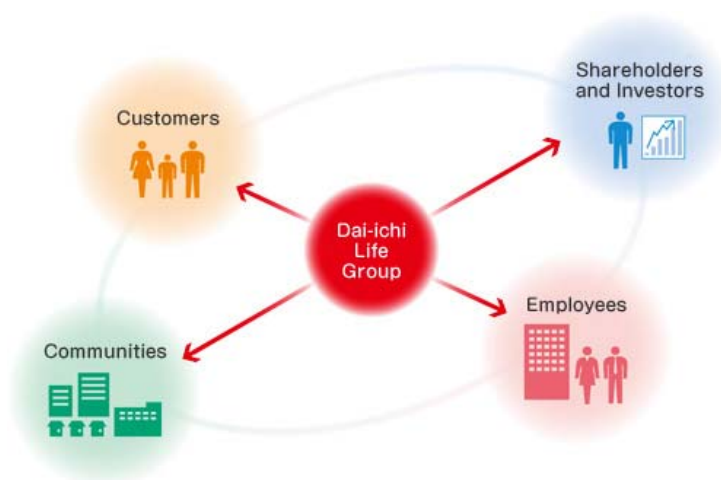 Shareholders
and Investors
Customers
Dai-ichi
Life
Group
Employees
Communities